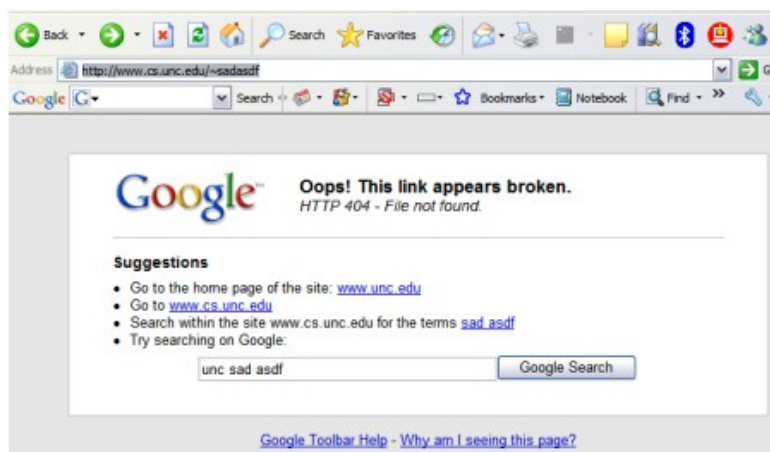 Back Search Favorites
Address http://www.cs.unc.edu/~sadasdf G
Google G Search Bookmarks Notebook Find »
Google™ Oops! This link appears broken.
HTTP 404 - File not found.
Suggestions
• Go to the home page of the site: www.unc.edu
• Go to www.cs.unc.edu
• Search within the site www.cs.unc.edu for the terms sad asdf
• Try searching on Google:
unc sad asdf Google Search
Google Toolbar Help - Why am I seeing this page?